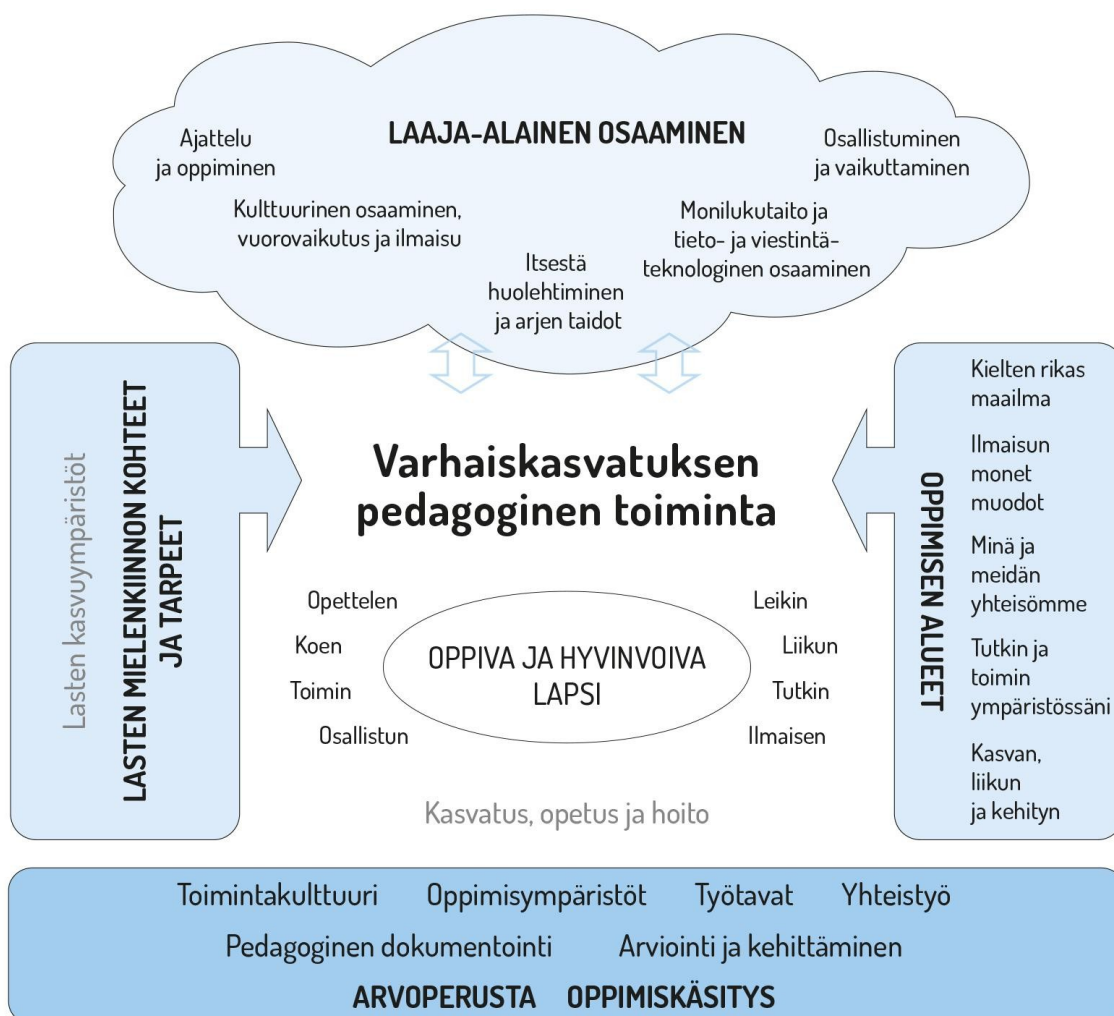 LAAJA-ALAINEN OSAAMINEN
Ajattelu
ja oppiminen
Kulttuurinen osaaminen,
vuorovaikutus ja ilmaisu
Itsestä
huolehtiminen
ja arjen taidot
Monilukutaito ja
tieto- ja viestintä-
teknologinen osaaminen
Osallistuminen
ja vaikuttaminen
Lasten kasvuympäristöt
LASTEN MIELENKIINNON KOHTEET
JA TARPEET
Varhaiskasvatuksen
pedagoginen toiminta
Opettelen
Koen
Toimin
Osallistun
OPPIVA JA HYVINVOIVA
LAPSI
Leikin
Liikun
Tutkin
Ilmaisen
Kasvatus, opetus ja hoito
OPPIMISEN ALUEET
Kielten rikas
maailma
Ilmaisun
monet
muodot
Minä ja
meidän
yhteisömme
Tutkin ja
toimin
ympäristössäni
Kasvan,
liikun
ja kehityn
Toimintakulttuuri Oppimisympäristöt Työtavat Yhteistyö
Pedagoginen dokumentointi Arviointi ja kehittäminen
ARVOPERUSTA OPPIMISKÄSITYS